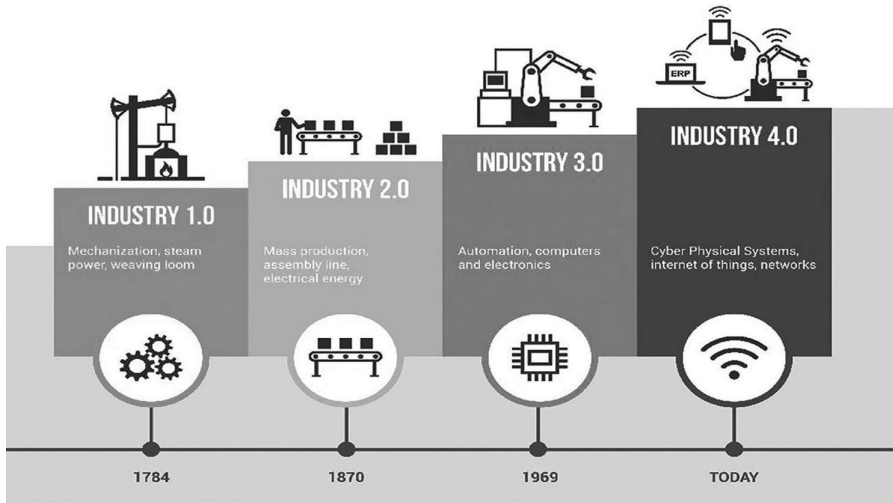 ERP
INDUSTRY 1.0
Mechanization, steam
power, weaving loom
INDUSTRY 2.0
Mass production,
assembly line,
electrical energy
INDUSTRY 3.0
Automation, computers
and electronics
INDUSTRY 4.0
Cyber Physical Systems,
internet of things, networks
1784
1870
1969
TODAY